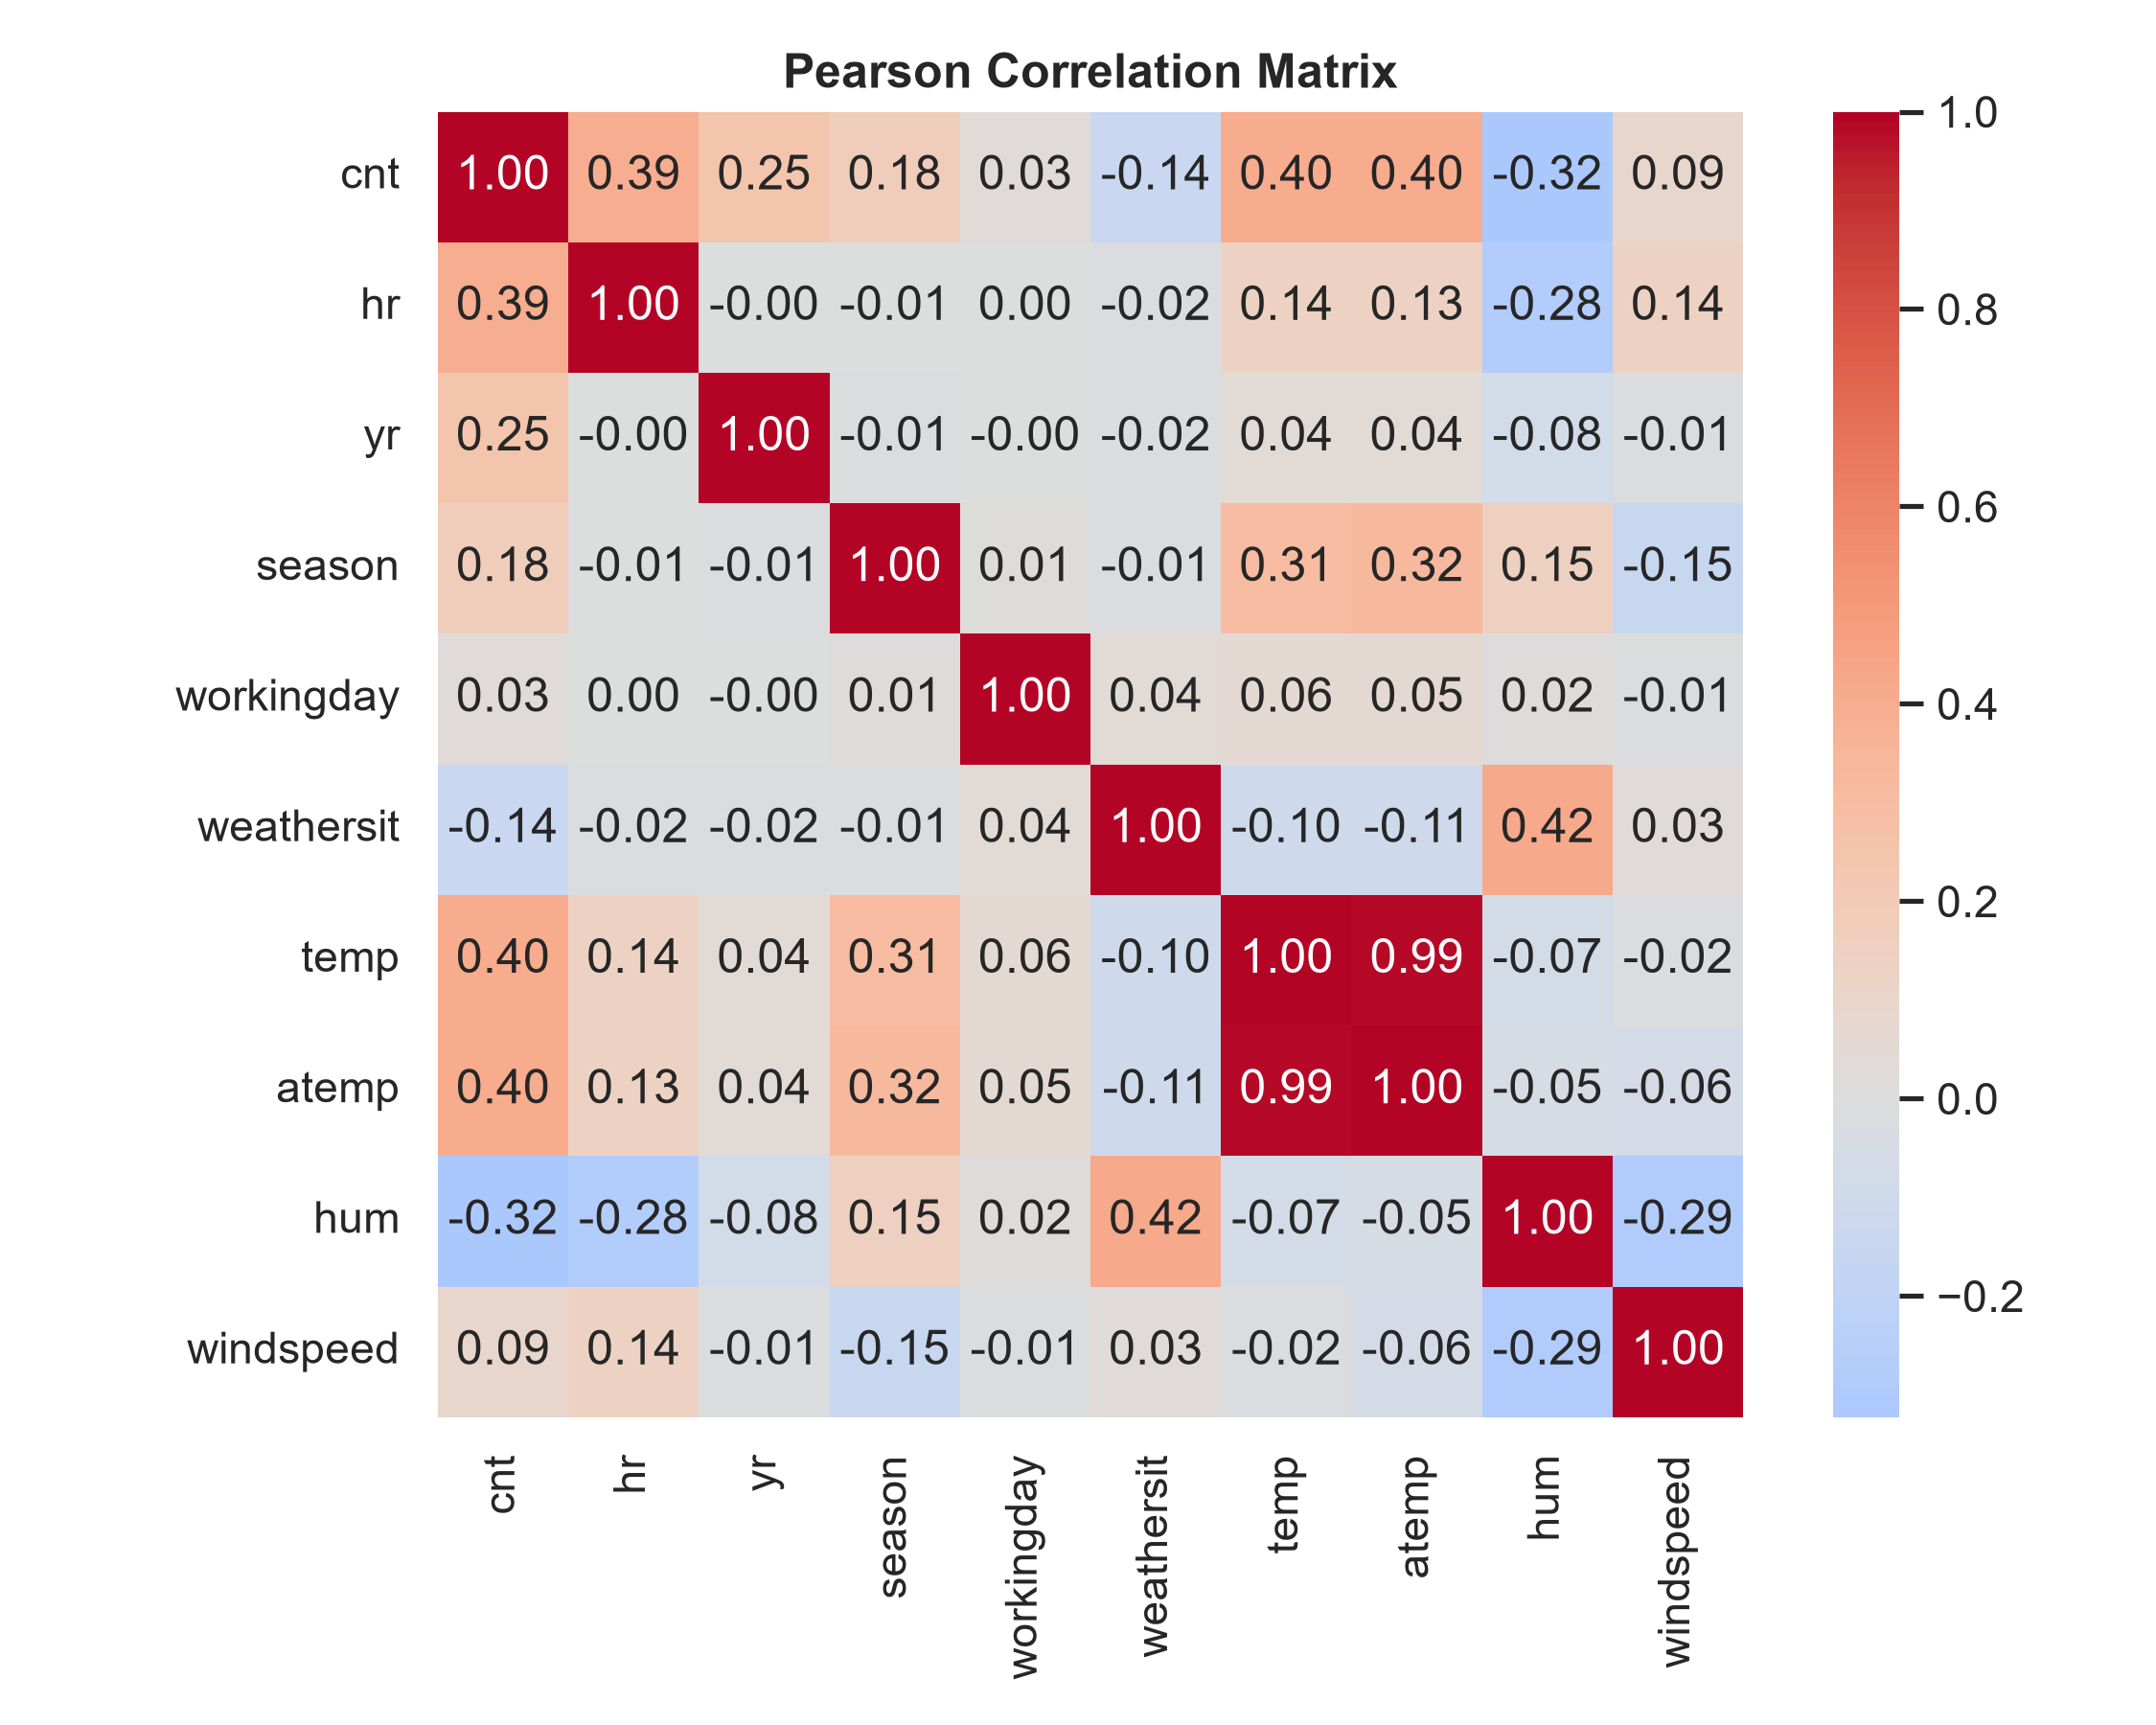 Pearson Correlation Matrix
cnt 1.00 0.39 0.25 0.18 0.03 -0.14 0.40 0.40 -0.32 0.09
hr 0.39 1.00 -0.00 -0.01 0.00 -0.02 0.14 0.13 -0.28 0.14
yr 0.25 -0.00 1.00 -0.01 -0.00 -0.02 0.04 0.04 -0.08 -0.01
season 0.18 -0.01 -0.01 1.00 0.01 -0.01 0.31 0.32 0.15 -0.15
workingday 0.03 0.00 -0.00 0.01 1.00 0.04 0.06 0.05 0.02 -0.01
weathersit -0.14 -0.02 -0.02 -0.01 0.04 1.00 -0.10 -0.11 0.42 0.03
temp 0.40 0.14 0.04 0.31 0.06 -0.10 1.00 0.99 -0.07 -0.02
atemp 0.40 0.13 0.04 0.32 0.05 -0.11 0.99 1.00 -0.05 -0.06
hum -0.32 -0.28 -0.08 0.15 0.02 0.42 -0.07 -0.05 1.00 -0.29
windspeed 0.09 0.14 -0.01 -0.15 -0.01 0.03 -0.02 -0.06 -0.29 1.00
cnt hr yr season workingday weathersit temp atemp hum windspeed
1.0
0.8
0.6
0.4
0.2
0.0
−0.2